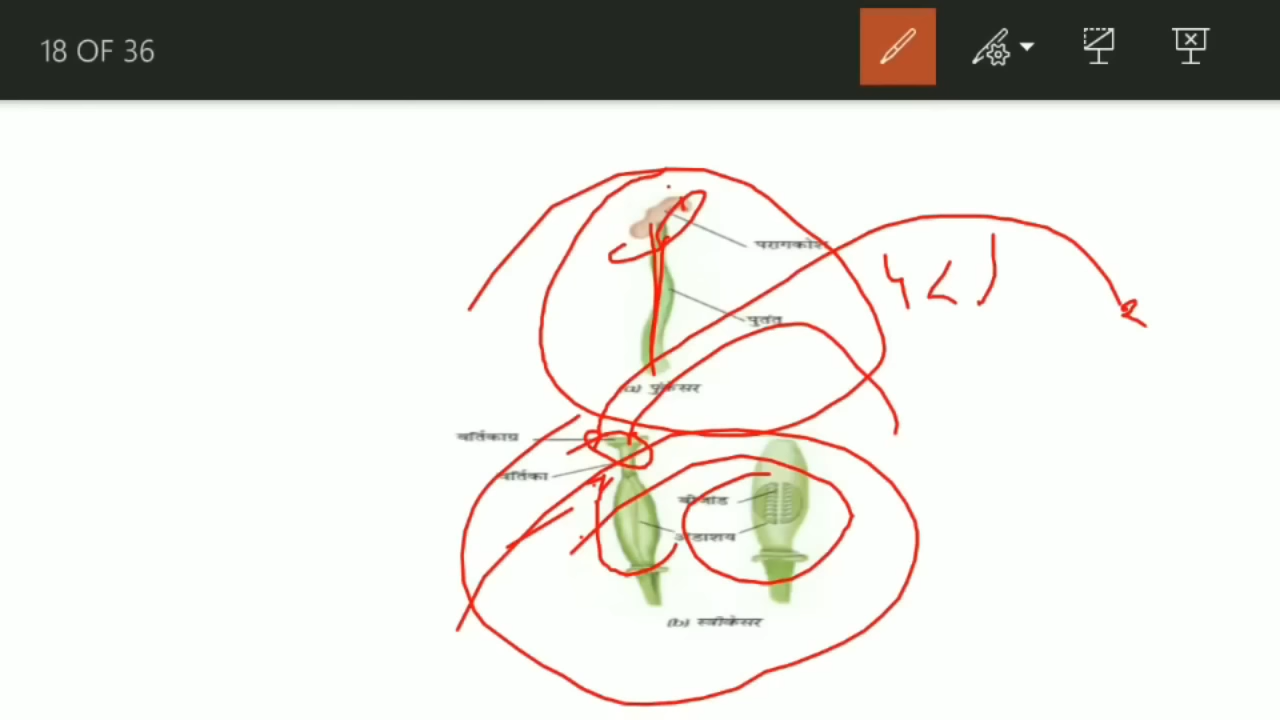 18 OF 36
परागकोश
पुतंतु
(a) पुंकेसर
वर्तिकाग्र
वर्तिका
बीजांड
अंडाशय
(b) स्त्रीकेसर